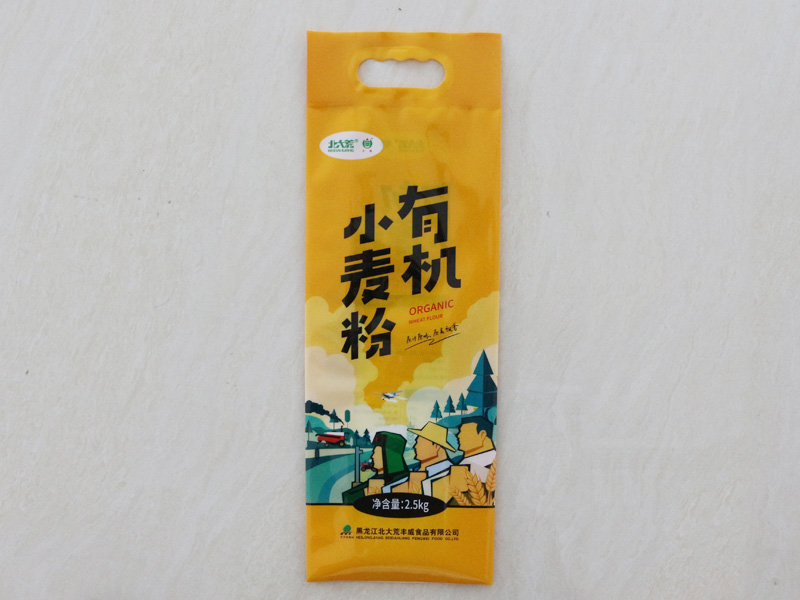 北大荒
有机
小麦粉
ORGANIC
WHEAT FLOUR
净含量:2.5kg
黑龙江北大荒丰威食品有限公司